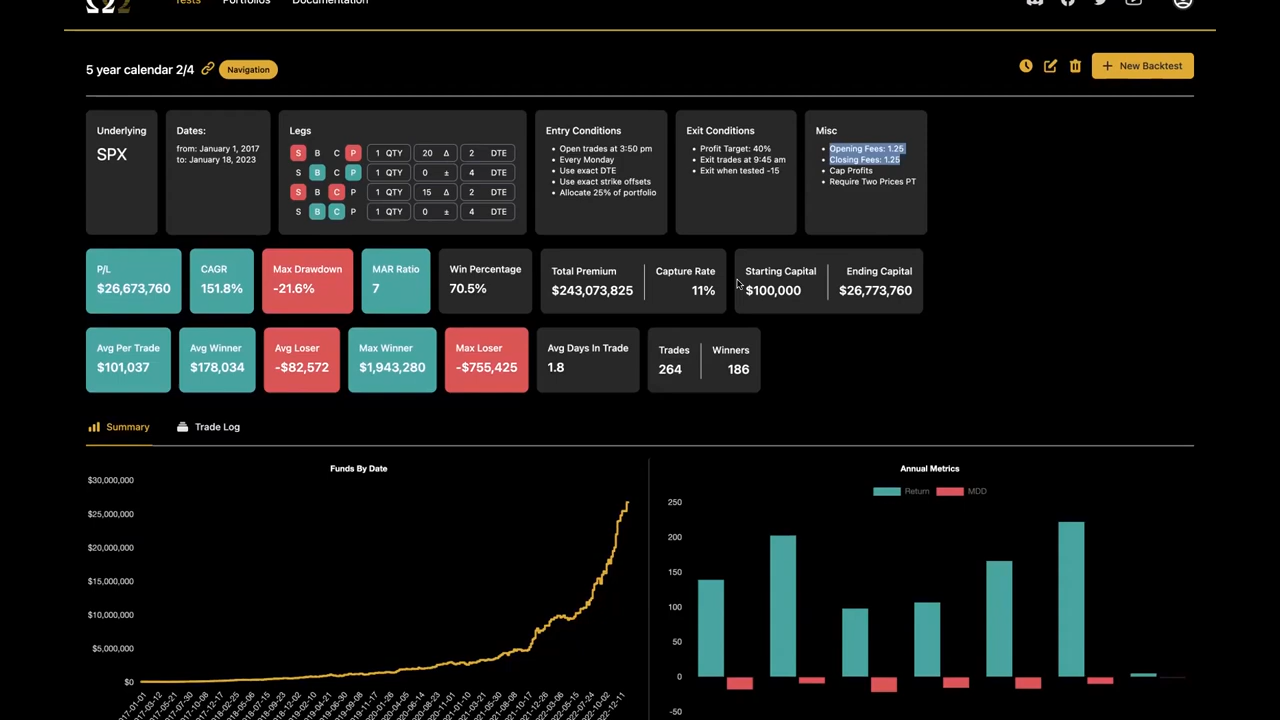 Tests Portfolios Documentation
5 year calendar 2/4 Navigation
+ New Backtest
Underlying
SPX
Dates:
from: January 1, 2017
to: January 18, 2023
Legs
S B C P 1 QTY 20 Δ 2 DTE
S B C P 1 QTY 0 ± 4 DTE
S B C P 1 QTY 15 Δ 2 DTE
S B C P 1 QTY 0 ± 4 DTE
Entry Conditions
• Open trades at 3:50 pm
• Every Monday
• Use exact DTE
• Use exact strike offsets
• Allocate 25% of portfolio
Exit Conditions
• Profit Target: 40%
• Exit trades at 9:45 am
• Exit when tested -15
Misc
• Opening Fees: 1.25
• Closing Fees: 1.25
• Cap Profits
• Require Two Prices PT
P/L
$26,673,760
CAGR
151.8%
Max Drawdown
-21.6%
MAR Ratio
7
Win Percentage
70.5%
Total Premium
$243,073,825
Capture Rate
11%
Starting Capital
$100,000
Ending Capital
$26,773,760
Avg Per Trade
$101,037
Avg Winner
$178,034
Avg Loser
-$82,572
Max Winner
$1,943,280
Max Loser
-$755,425
Avg Days In Trade
1.8
Trades
264
Winners
186
Summary Trade Log
Funds By Date
$30,000,000
$25,000,000
$20,000,000
$15,000,000
$10,000,000
$5,000,000
$0
Annual Metrics
Return MDD
250
200
150
100
50
0
-50